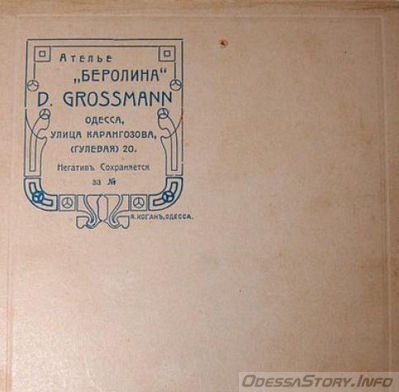 Ателье
„БЕРОЛИНА“
D. GROSSMANN
ОДЕССА,
УЛИЦА КАРАНГОЗОВА,
(ГУЛЕВАЯ) 20.
Негативъ Сохраняется
за №
Я. КОГАНЪ, ОДЕССА.
OdessaStory.Info